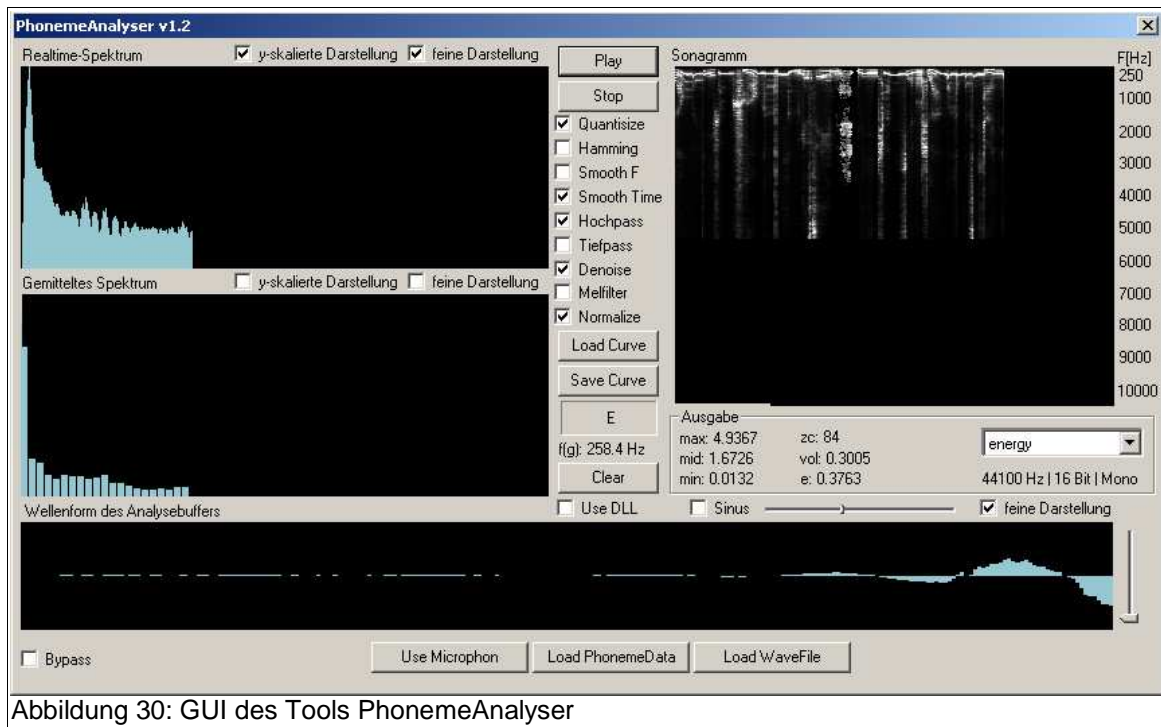 PhonemeAnalyser v1.2
Realtime-Spektrum
y-skalierte Darstellung
feine Darstellung
Gemitteltes Spektrum
y-skalierte Darstellung
feine Darstellung
Play
Stop
Quantisize
Hamming
Smooth F
Smooth Time
Hochpass
Tiefpass
Denoise
Melfilter
Normalize
Load Curve
Save Curve
E
f(g): 258.4 Hz
Clear
Use DLL
Sonagramm
F[Hz]
250
1000
2000
3000
4000
5000
6000
7000
8000
9000
10000
Ausgabe
max: 4.9367
mid: 1.6726
min: 0.0132
zc: 84
vol: 0.3005
e: 0.3763
energy
44100 Hz | 16 Bit | Mono
Wellenform des Analysebuffers
Sinus
feine Darstellung
Bypass
Use Microphon
Load PhonemeData
Load WaveFile
Abbildung 30: GUI des Tools PhonemeAnalyser